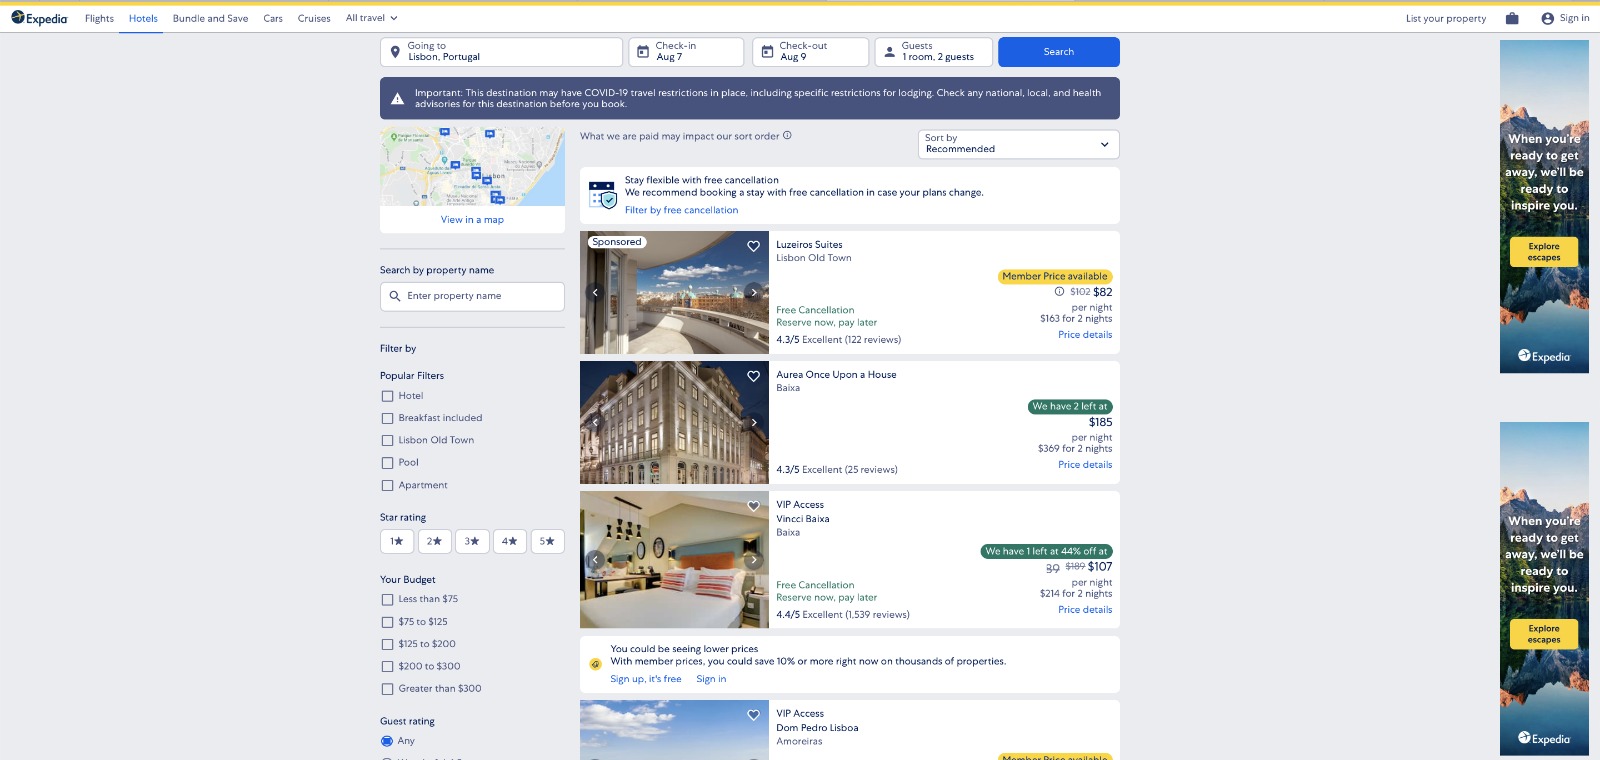 Expedia
Flights
Hotels
Bundle and Save
Cars
Cruises
All travel
List your property
Sign in
Going to
Lisbon, Portugal
Check-in
Aug 7
Check-out
Aug 9
Guests
1 room, 2 guests
Search
Important: This destination may have COVID-19 travel restrictions in place, including specific restrictions for lodging. Check any national, local, and health
advisories for this destination before you book.
View in a map
Search by property name
Enter property name
Filter by
Popular Filters
Hotel
Breakfast included
Lisbon Old Town
Pool
Apartment
Star rating
1★
2★
3★
4★
5★
Your Budget
Less than $75
$75 to $125
$125 to $200
$200 to $300
Greater than $300
Guest rating
Any
What we are paid may impact our sort order
Sort by
Recommended
Stay flexible with free cancellation
We recommend booking a stay with free cancellation in case your plans change.
Filter by free cancellation
Sponsored
Luzeiros Suites
Lisbon Old Town
Member Price available
$102 $82
per night
$163 for 2 nights
Price details
Free Cancellation
Reserve now, pay later
4.3/5 Excellent (122 reviews)
Aurea Once Upon a House
Baixa
We have 2 left at
$185
per night
$369 for 2 nights
Price details
4.3/5 Excellent (25 reviews)
VIP Access
Vincci Baixa
Baixa
We have 1 left at 44% off at
39 $189 $107
per night
$214 for 2 nights
Price details
Free Cancellation
Reserve now, pay later
4.4/5 Excellent (1,539 reviews)
You could be seeing lower prices
With member prices, you could save 10% or more right now on thousands of properties.
Sign up, it's free
Sign in
VIP Access
Dom Pedro Lisboa
Amoreiras
Member Price available
When you're
ready to get
away, we'll be
ready to
inspire you.
Explore
escapes
Expedia
When you're
ready to get
away, we'll be
ready to
inspire you.
Explore
escapes
Expedia